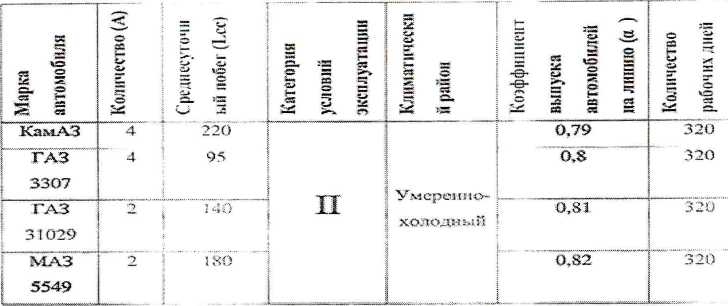 Марка
автомобиля
Количество (А)
Среднесуточн
ый побег (Lcc)
Категория
условий
эксплуатации
Климатически
й район
Коэффициент
выпуска
автомобилей
на линию (α )
Количество
рабочих дней
КамАЗ 4 220 0,79 320
ГАЗ 4 95 0,8 320
3307
II
Умеренно-
холодный
ГАЗ 2 140 0,81 320
31029
МАЗ 2 180 0,82 320
5549